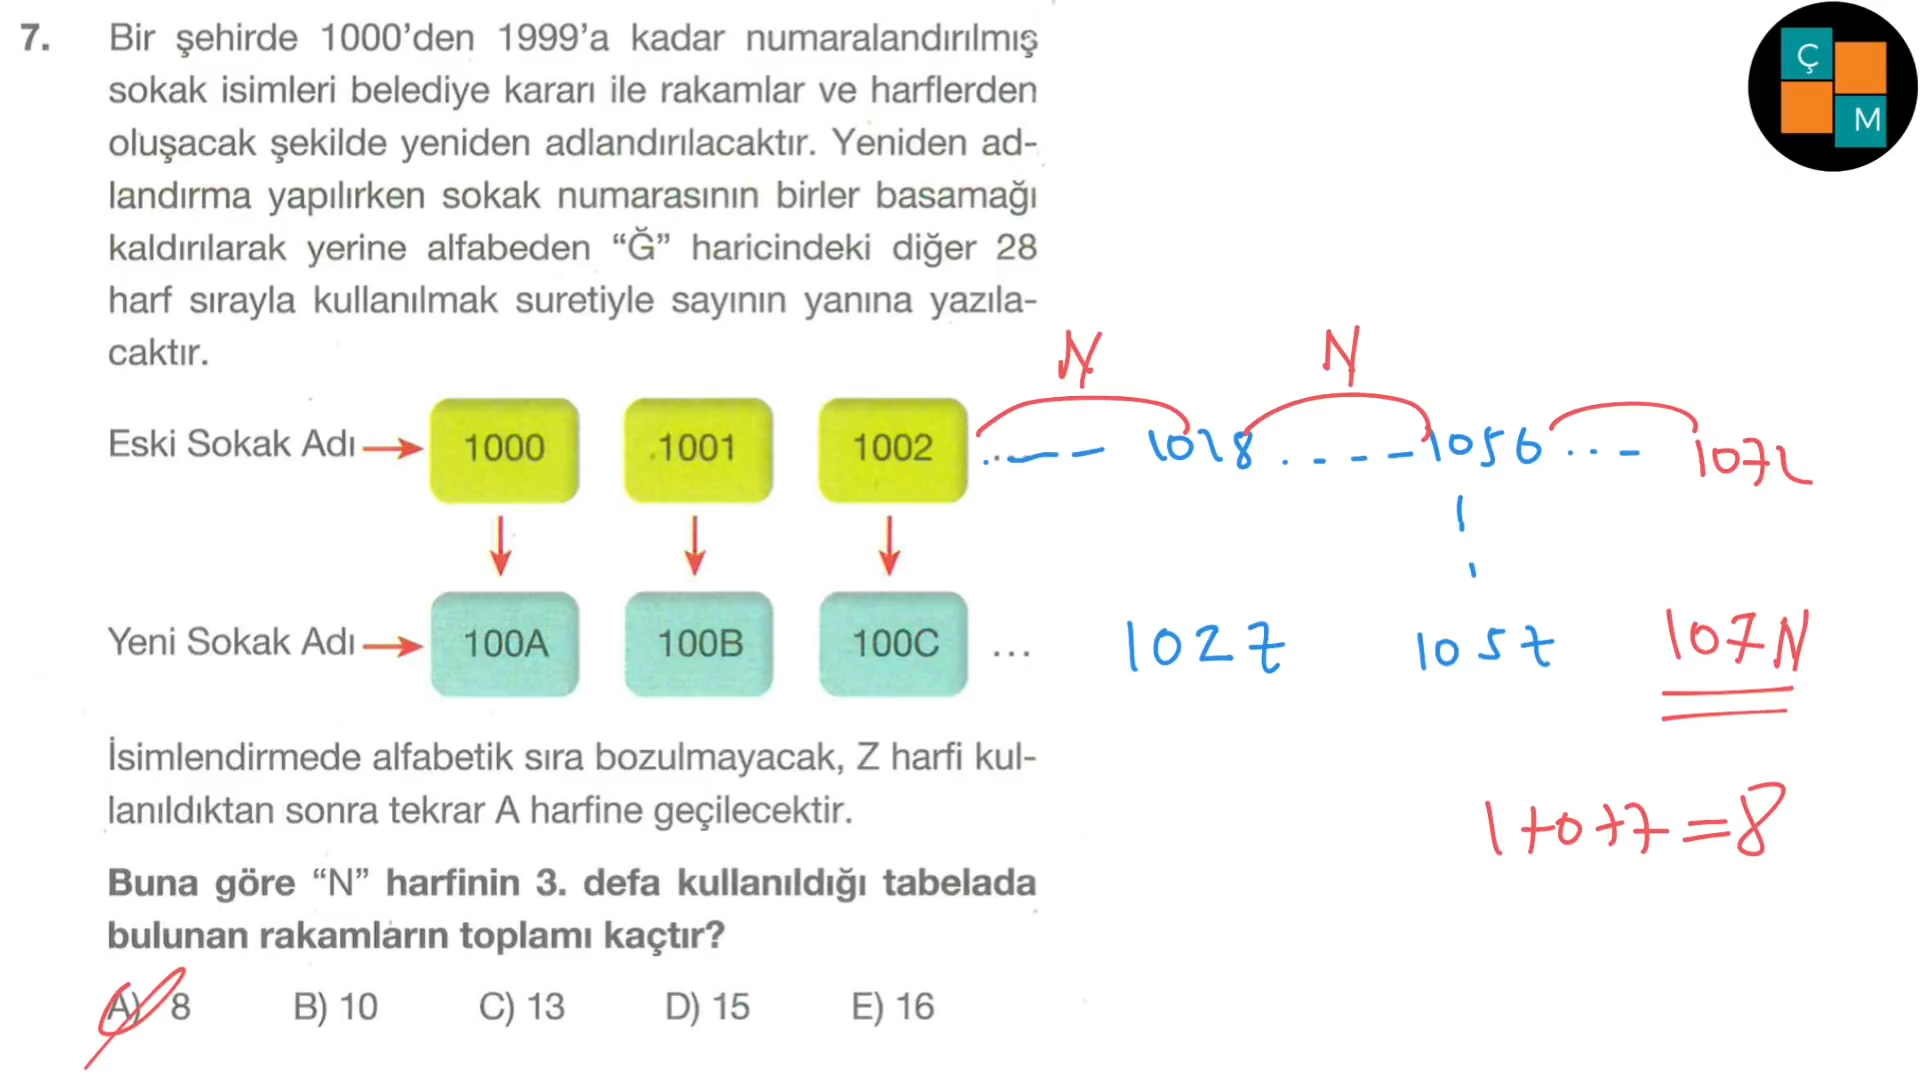 7. Bir şehirde 1000’den 1999’a kadar numaralandırılmış
sokak isimleri belediye kararı ile rakamlar ve harflerden
oluşacak şekilde yeniden adlandırılacaktır. Yeniden ad-
landırma yapılırken sokak numarasının birler basamağı
kaldırılarak yerine alfabeden “Ğ” haricindeki diğer 28
harf sırayla kullanılmak suretiyle sayının yanına yazıla-
caktır.
N N
Eski Sokak Adı 1000 1001 1002 ... 1028 .... 1056 ... 1072
Yeni Sokak Adı 100A 100B 100C ... 102Z 105Z 107N
İsimlendirmede alfabetik sıra bozulmayacak, Z harfi kul-
lanıldıktan sonra tekrar A harfine geçilecektir.
1+0+7=8
Buna göre “N” harfinin 3. defa kullanıldığı tabelada
bulunan rakamların toplamı kaçtır?
A) 8 B) 10 C) 13 D) 15 E) 16
Ç
M